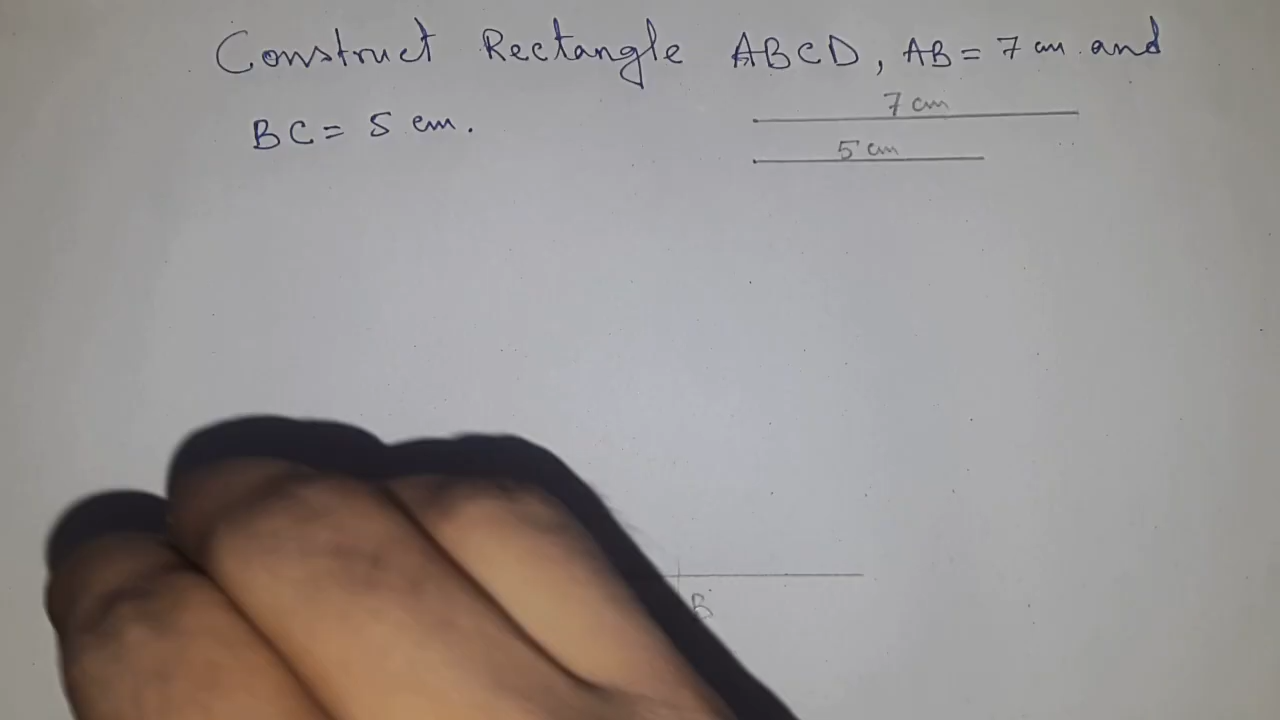 Construct Rectangle ABCD, AB = 7 cm and
BC = 5 cm.
7 cm
5 cm
B